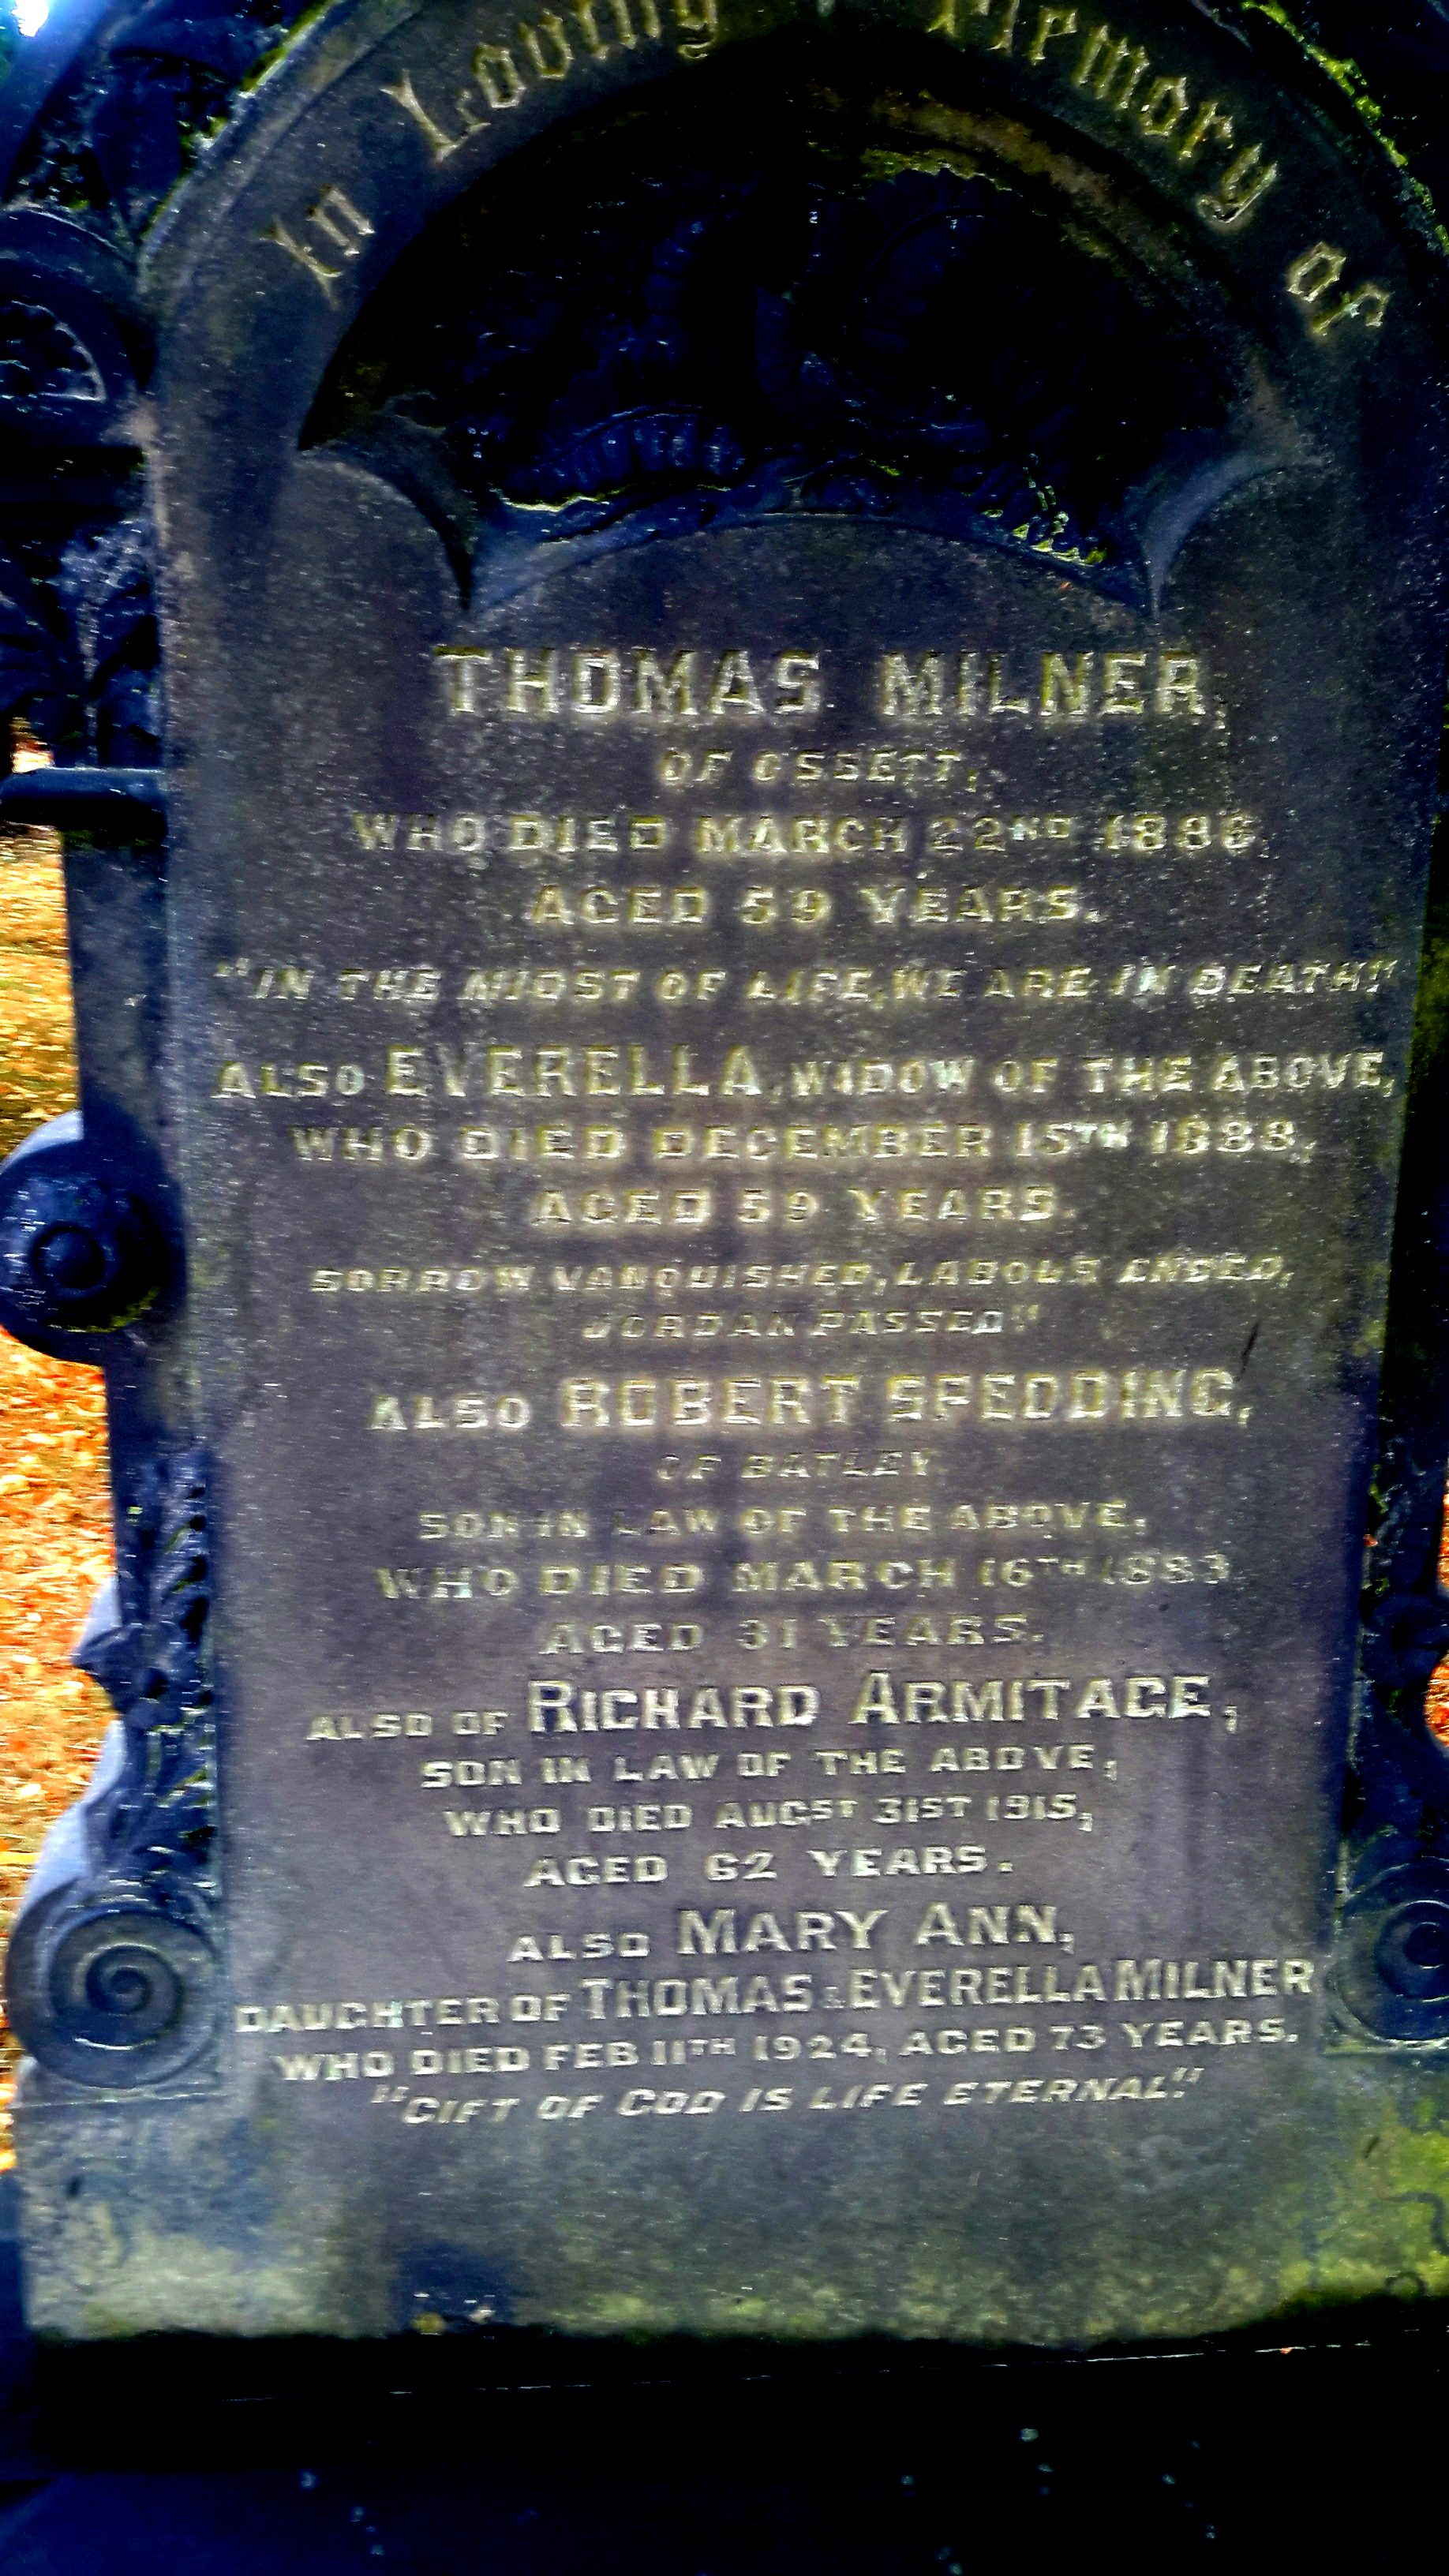 In Loving Memory of
THOMAS MILNER,
OF OSSETT,
WHO DIED MARCH 22ND 1886,
AGED 59 YEARS.
"IN THE MIDST OF LIFE, WE ARE IN DEATH"
ALSO EVERELLA, WIDOW OF THE ABOVE,
WHO DIED DECEMBER 15TH 1888,
AGED 59 YEARS.
SORROW VANQUISHED, LABOUR ENDED,
JORDAN PASSED"
ALSO ROBERT SPEDDING,
OF BATLEY,
SON IN LAW OF THE ABOVE,
WHO DIED MARCH 16TH 1883
AGED 31 YEARS.
ALSO OF RICHARD ARMITAGE,
SON IN LAW OF THE ABOVE,
WHO DIED AUGST 31ST 1915,
AGED 62 YEARS.
ALSO MARY ANN,
DAUGHTER OF THOMAS & EVERELLA MILNER
WHO DIED FEB 11TH 1924, AGED 73 YEARS.
"GIFT OF GOD IS LIFE ETERNAL"